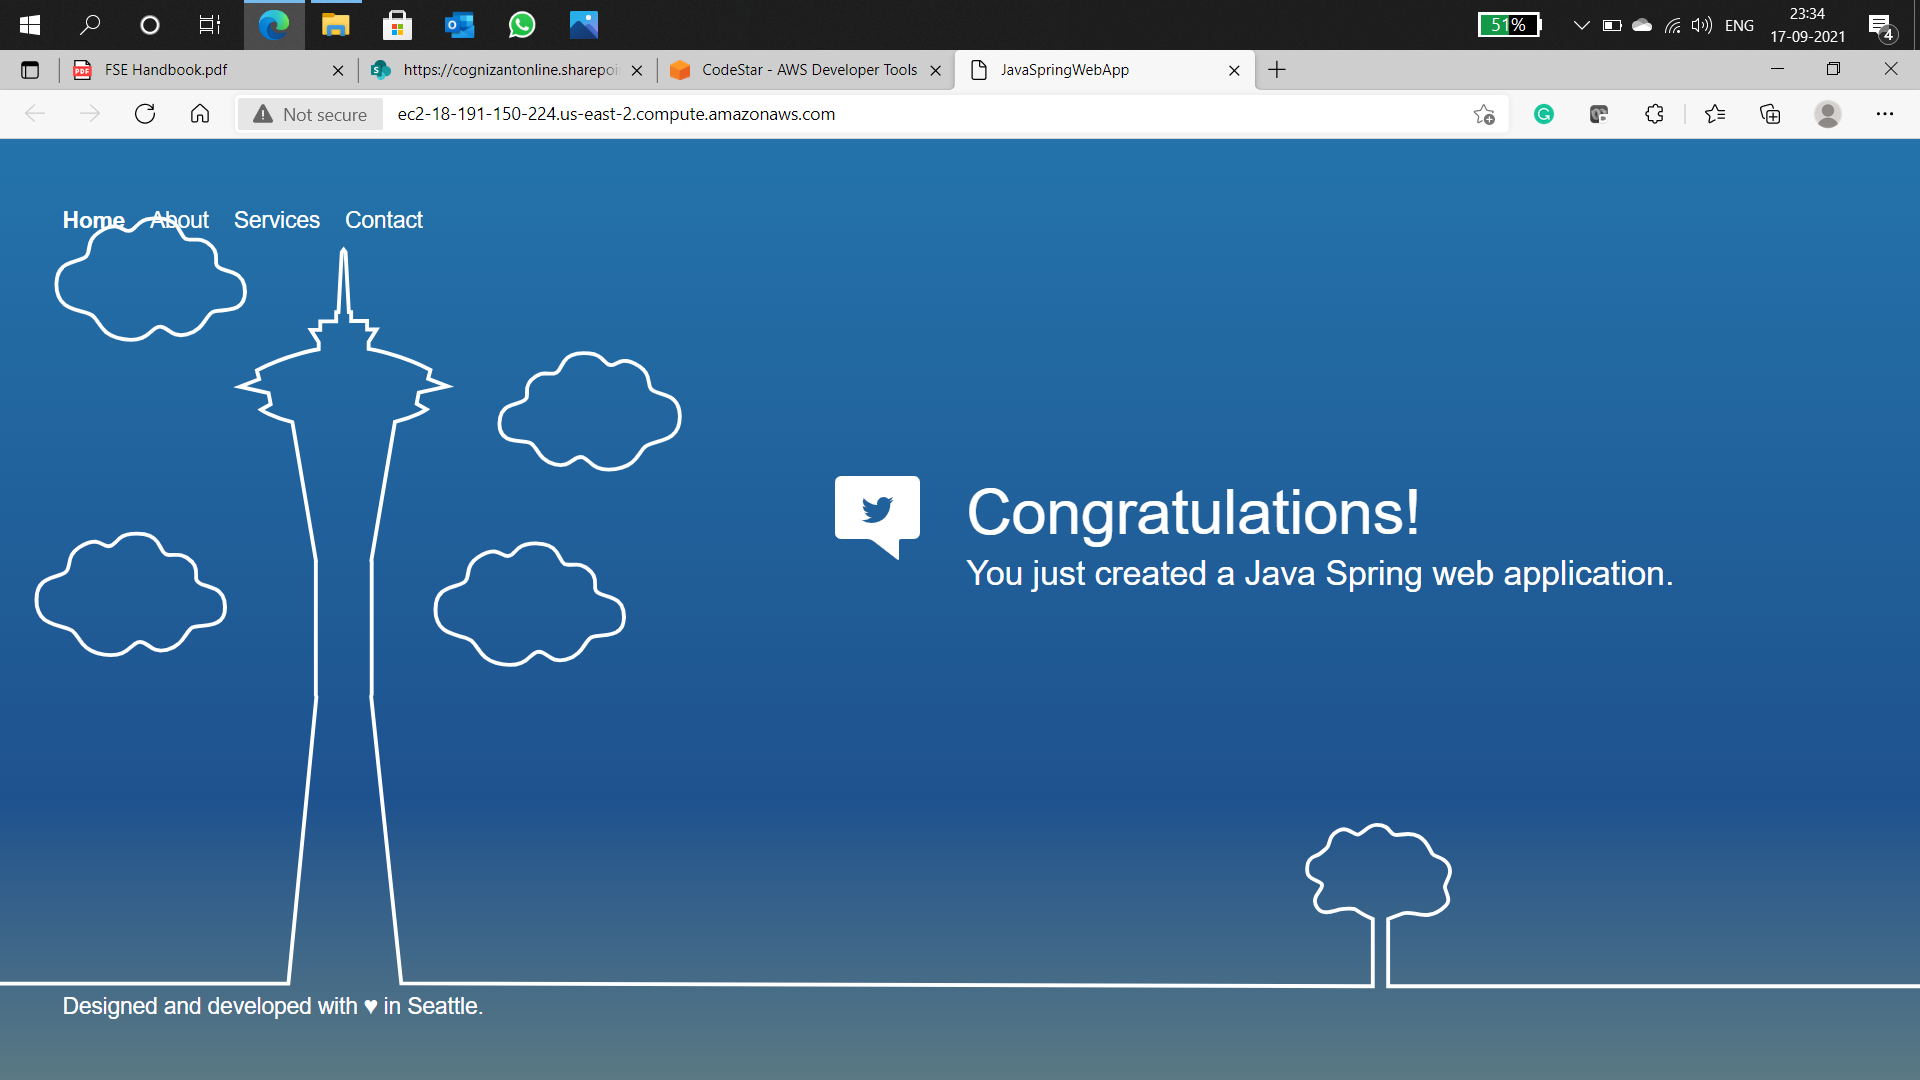 51%
ENG
23:34
17-09-2021
4
PDF
FSE Handbook.pdf
https://cognizantonline.sharepoi
CodeStar - AWS Developer Tools
JavaSpringWebApp
Not secure
ec2-18-191-150-224.us-east-2.compute.amazonaws.com
Home About Services Contact
Congratulations!
You just created a Java Spring web application.
Designed and developed with ♥ in Seattle.